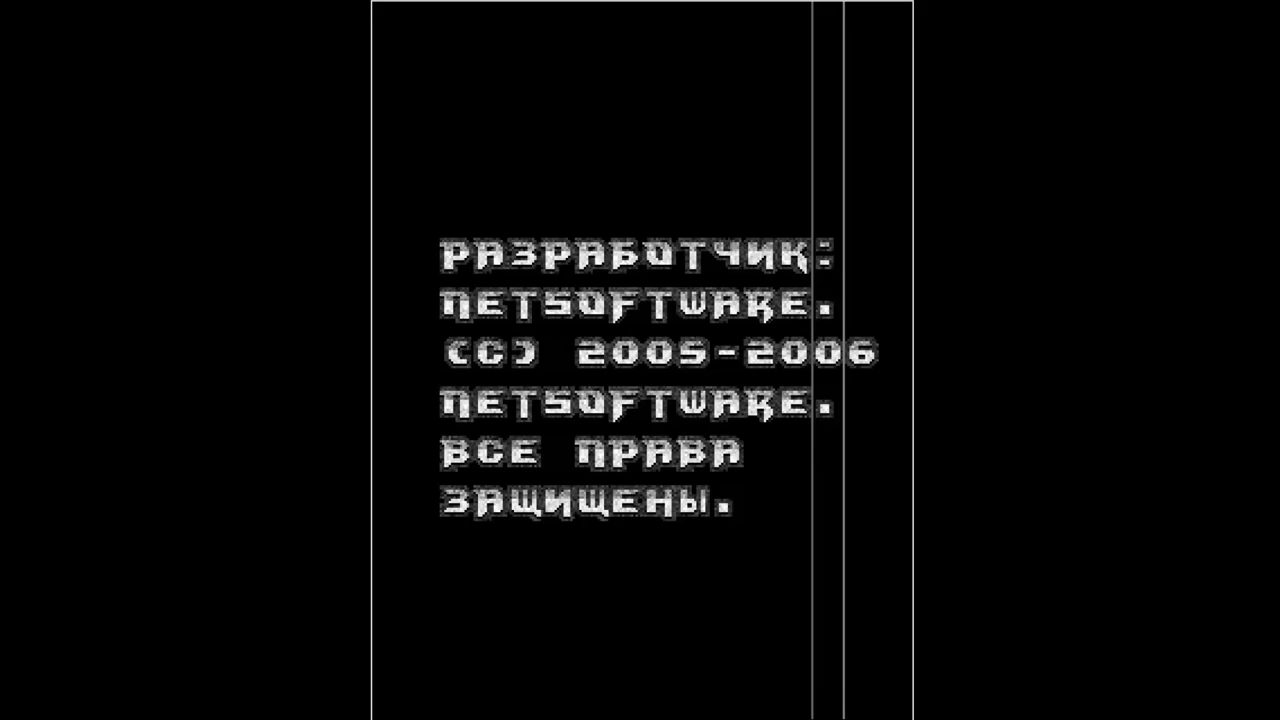 РАЗРАБОТЧИК:
NETSOFTWARE.
(C) 2005-2006
NETSOFTWARE.
ВСЕ ПРАВА
ЗАЩИЩЕНЫ.